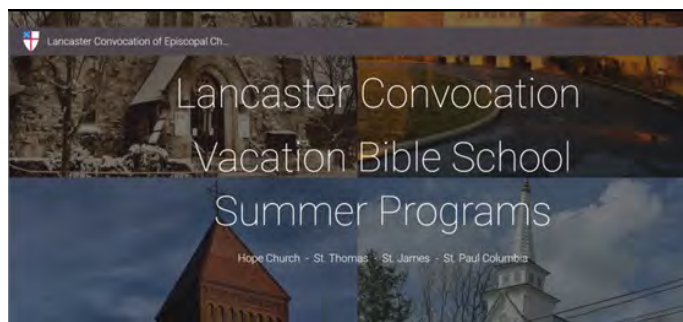 Lancaster Convocation of Episcopal Ch...
Lancaster Convocation
Vacation Bible School
Summer Programs
Hope Church - St. Thomas - St. James - St. Paul Columbia